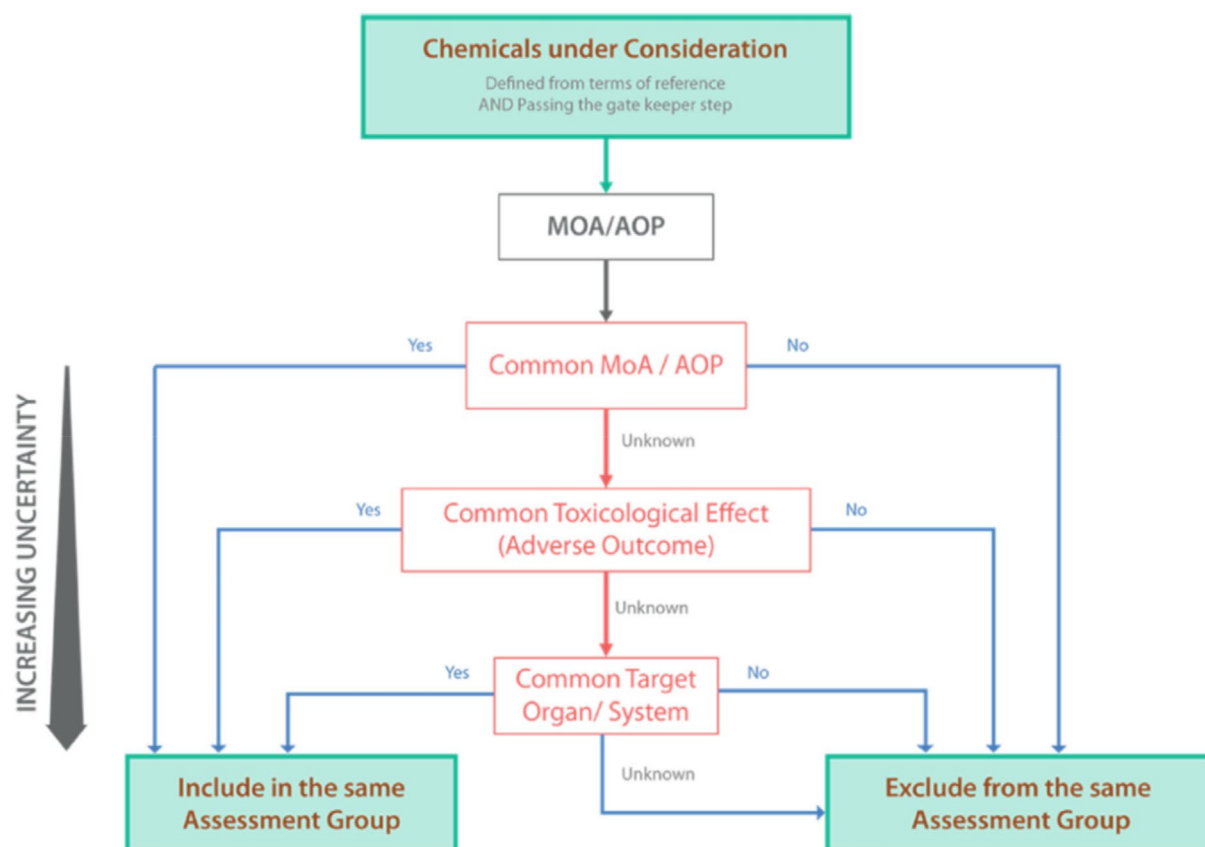 Chemicals under Consideration
Defined from terms of reference
AND Passing the gate keeper step
MOA/AOP
Yes
Common MoA / AOP
No
Unknown
Yes
Common Toxicological Effect
(Adverse Outcome)
No
Unknown
Yes
Common Target
Organ/ System
No
Unknown
INCREASING UNCERTAINTY
Include in the same
Assessment Group
Exclude from the same
Assessment Group